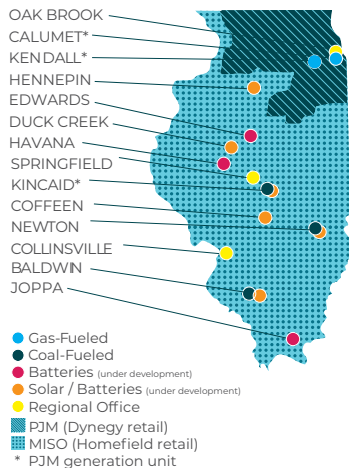 OAK BROOK
CALUMET*
KENDALL*
HENNEPIN
EDWARDS
DUCK CREEK
HAVANA
SPRINGFIELD
KINCAID*
COFFEEN
NEWTON
COLLINSVILLE
BALDWIN
JOPPA
Gas-Fueled
Coal-Fueled
Batteries (under development)
Solar / Batteries (under development)
Regional Office
PJM (Dynegy retail)
MISO (Homefield retail)
* PJM generation unit